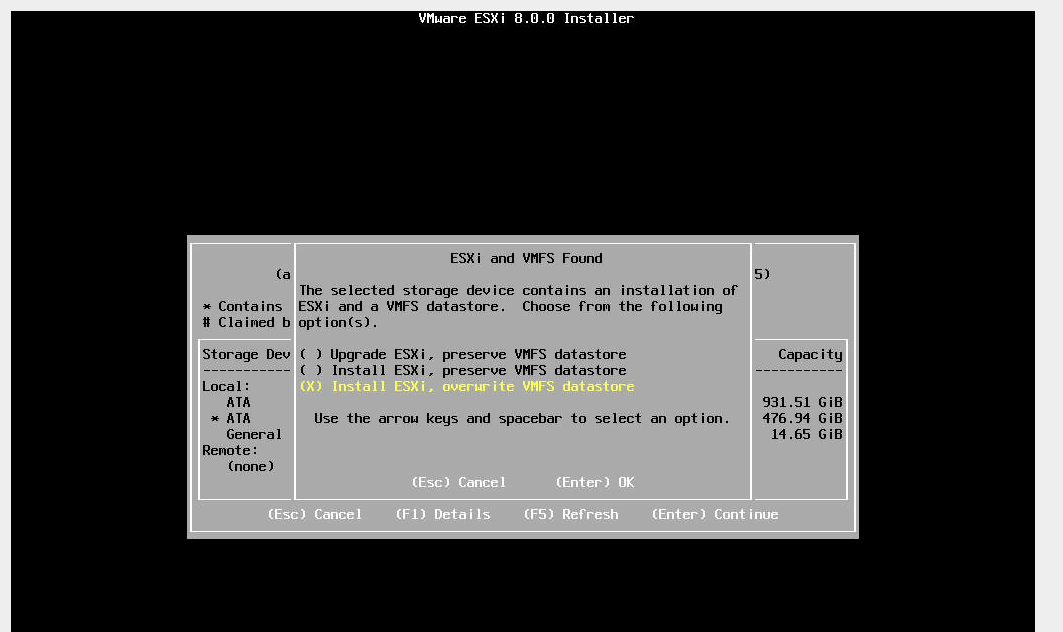 VMware ESXi 8.0.0 Installer
ESXi and VMFS Found
(a 5)
The selected storage device contains an installation of
* Contains ESXi and a VMFS datastore. Choose from the following
# Claimed b option(s).
Storage Dev ( ) Upgrade ESXi, preserve VMFS datastore Capacity
----------- ( ) Install ESXi, preserve VMFS datastore -----------
Local: (X) Install ESXi, overwrite VMFS datastore
ATA 931.51 GiB
* ATA Use the arrow keys and spacebar to select an option. 476.94 GiB
General 14.65 GiB
Remote:
(none)
(Esc) Cancel (Enter) OK
(Esc) Cancel (F1) Details (F5) Refresh (Enter) Continue